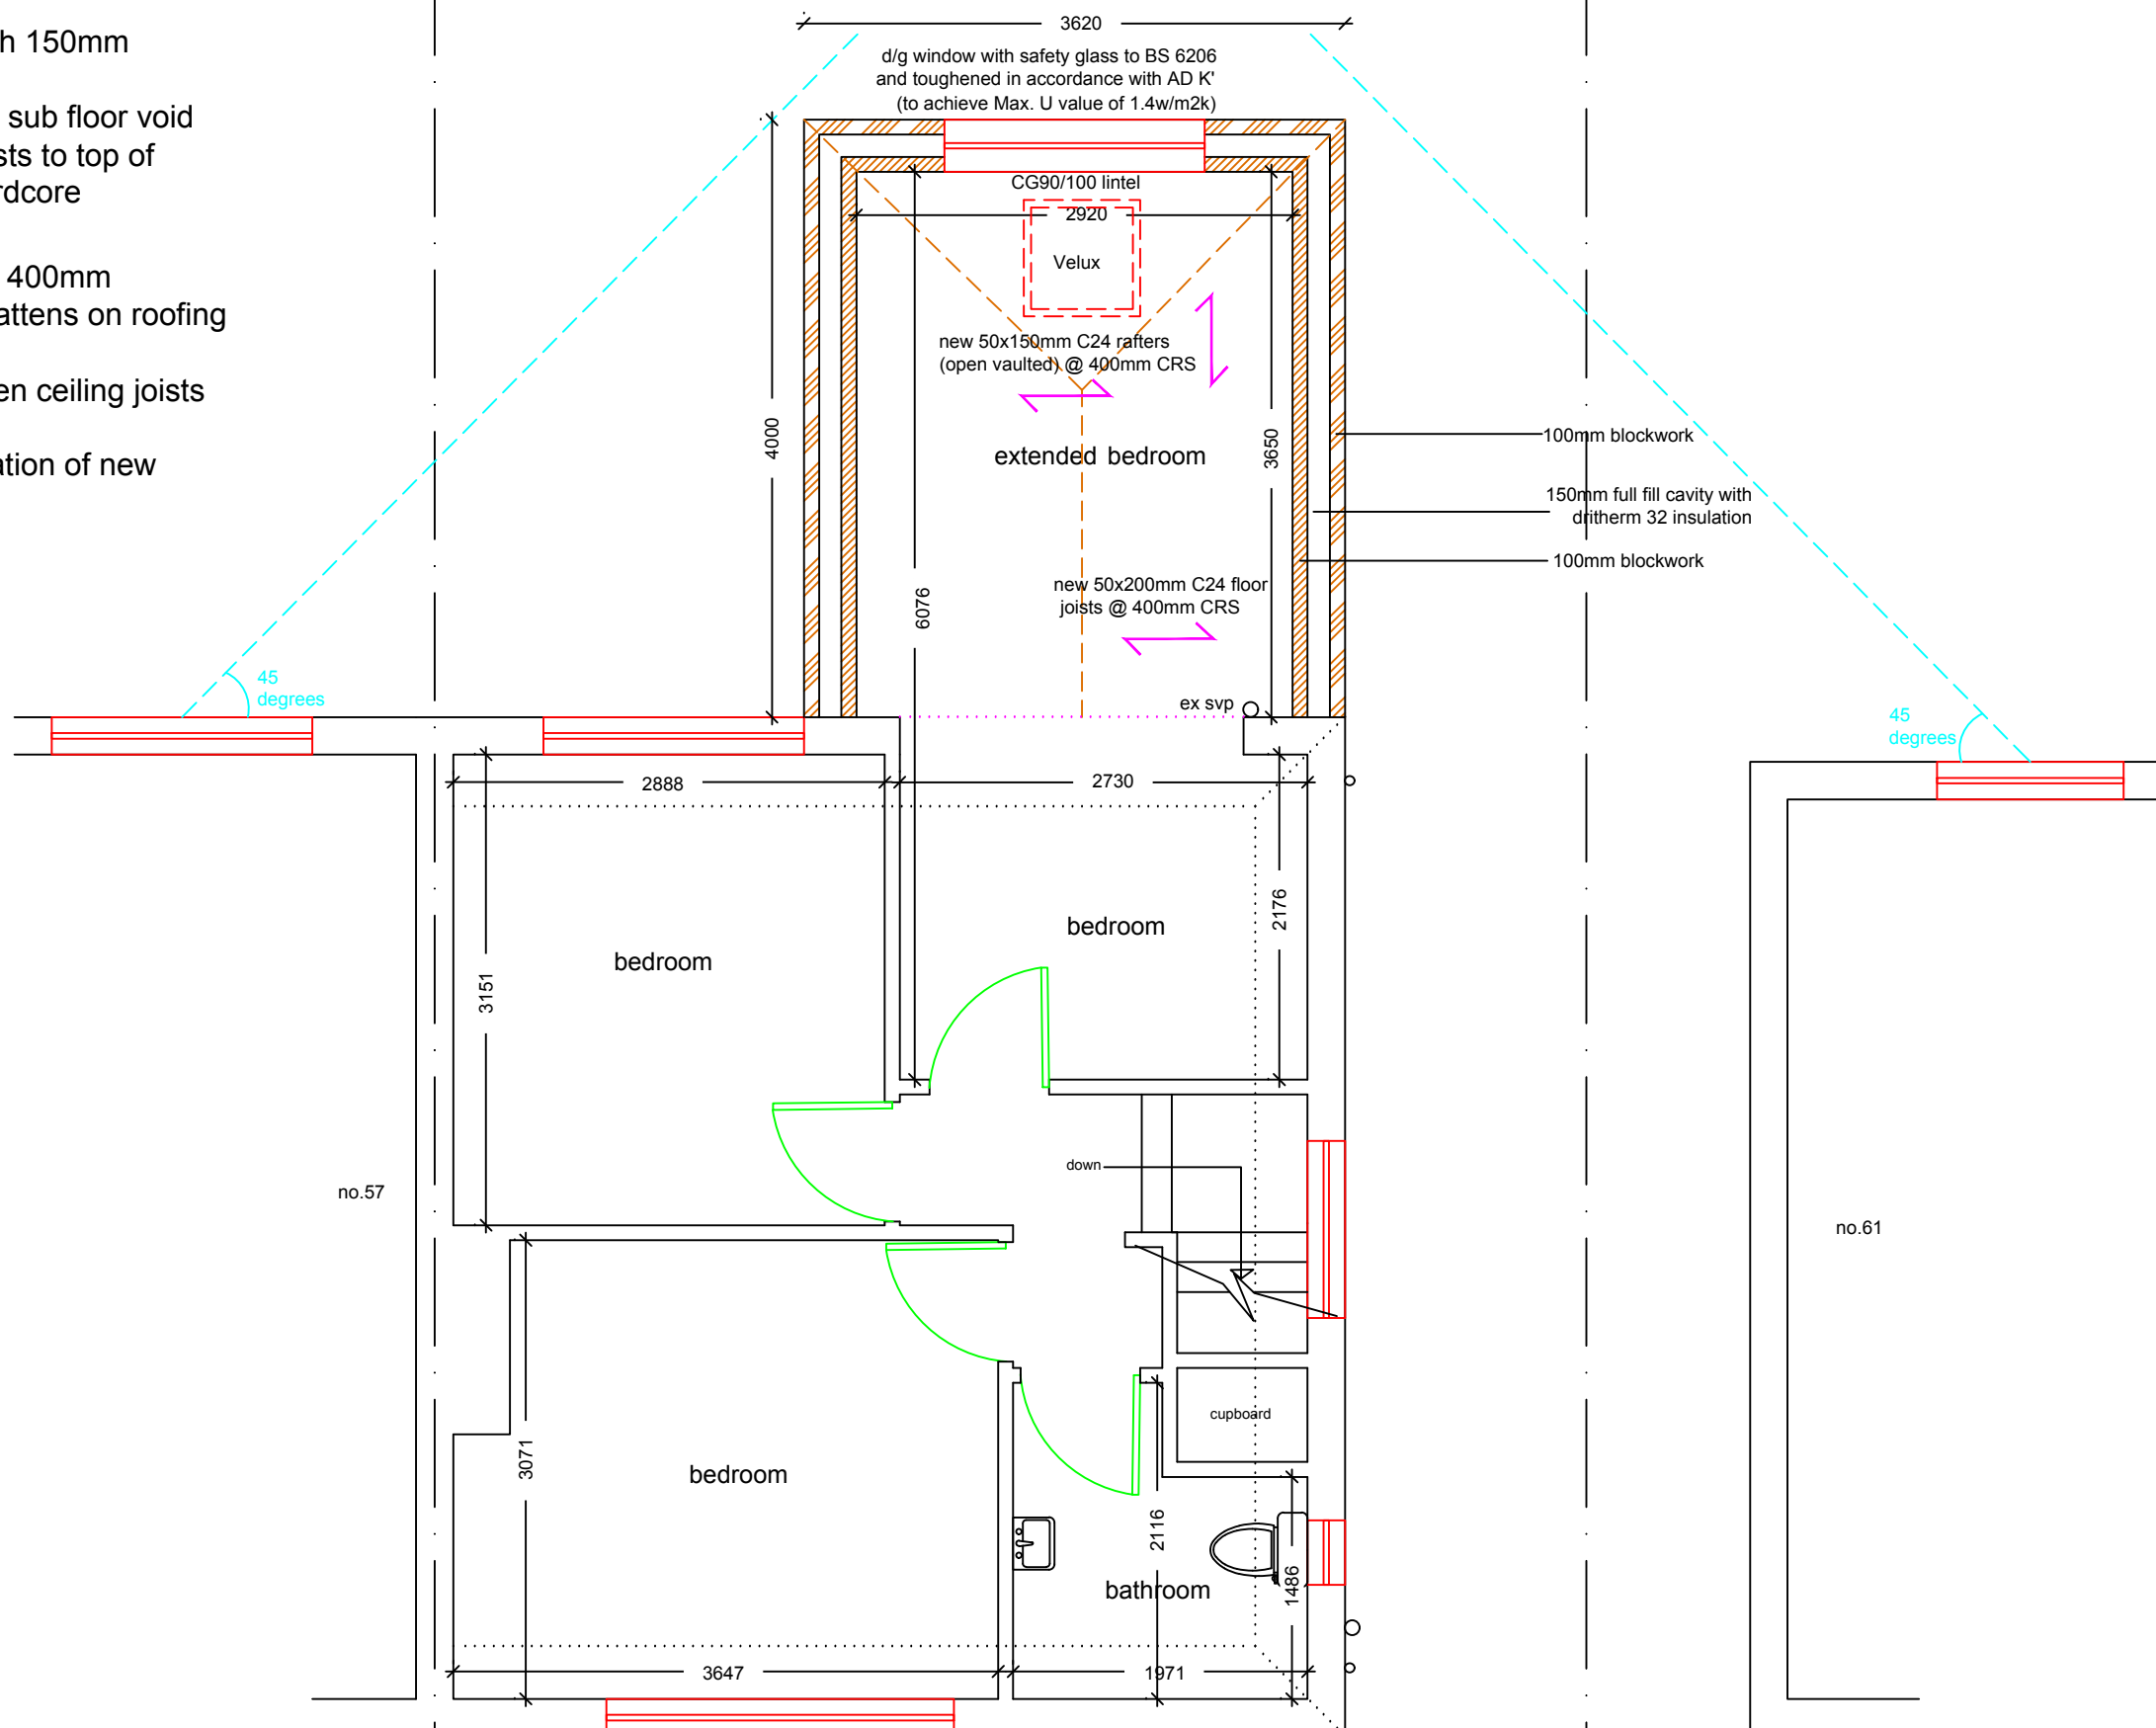 h 150mm
sub floor void
sts to top of
rdcore
400mm
attens on roofing
en ceiling joists
ation of new
3620
d/g window with safety glass to BS 6206
and toughened in accordance with AD K'
(to achieve Max. U value of 1.4w/m2k)
CG90/100 lintel
2920
Velux
new 50x150mm C24 rafters
(open vaulted) @ 400mm CRS
4000
3650
extended bedroom
100mm blockwork
150mm full fill cavity with
dritherm 32 insulation
100mm blockwork
new 50x200mm C24 floor
joists @ 400mm CRS
6076
45
degrees
ex svp
45
degrees
2888
2730
2176
bedroom
bedroom
3151
down
no.57
no.61
cupboard
3071
bedroom
2116
1486
bathroom
3647
1971